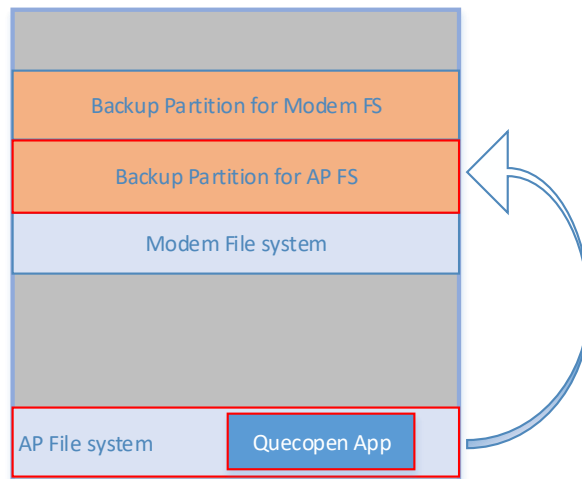 Backup Partition for Modem FS
Backup Partition for AP FS
Modem File system
AP File system
Quecopen App